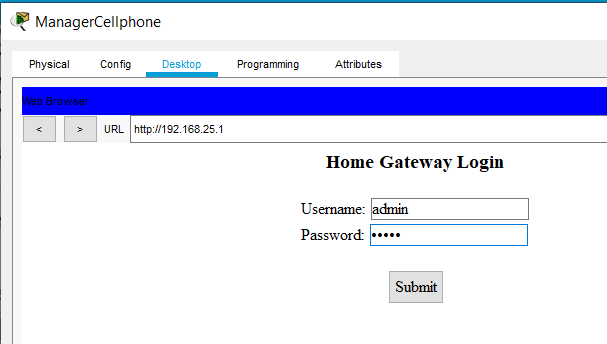 ManagerCellphone
Physical Config Desktop Programming Attributes
Web Browser
< > URL http://192.168.25.1
Home Gateway Login
Username: admin
Password: •••••
Submit